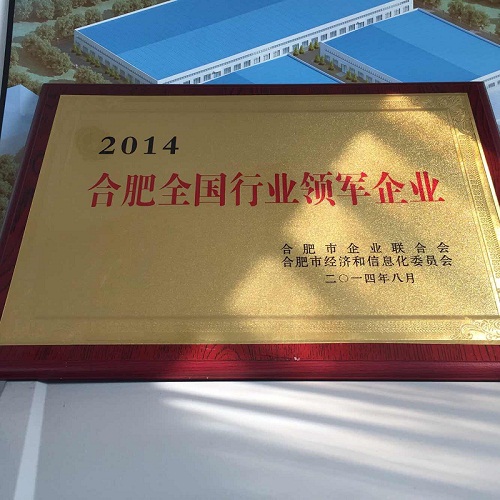 2014
合肥全国行业领军企业
合肥市企业联合会
合肥市经济和信息化委员会
二〇一四年八月